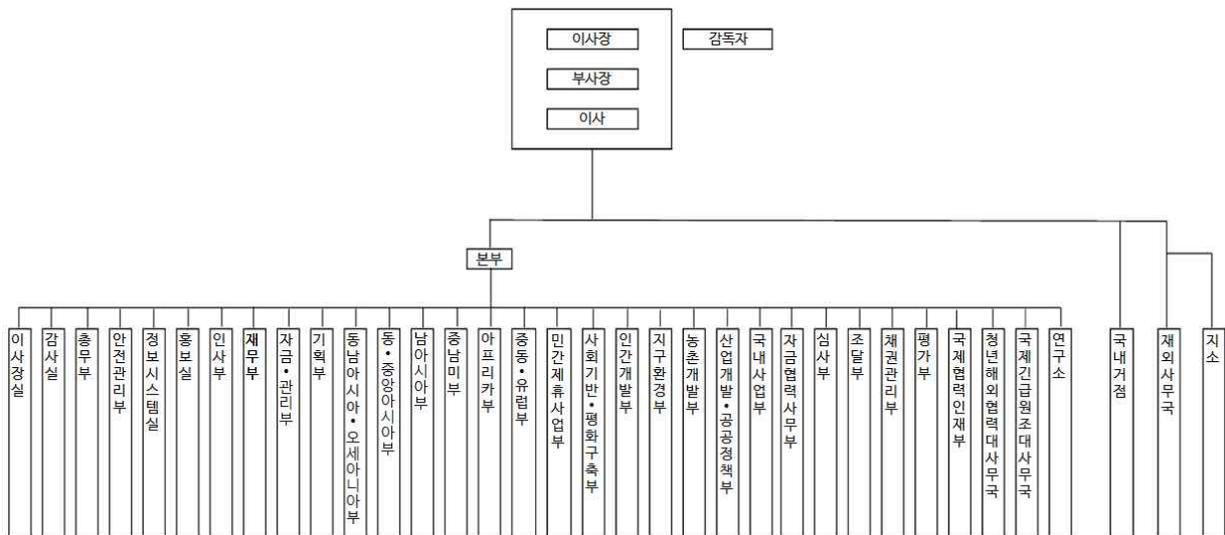 이사장
감독자
부사장
이사
본부
이사장실
감사실
총무부
안전관리부
정보시스템실
홍보실
인사부
재무부
자금•관리부
기획부
동남아시아•오세아니아부
동•중앙아시아부
남아시아부
중남미부
아프리카부
중동•유럽부
민간제휴사업부
사회기반•평화구축부
인간개발부
지구환경부
농촌개발부
산업개발•공공정책부
국내사업부
자금협력사무부
심사부
조달부
채권관리부
평가부
국제협력인재부
청년해외협력대사무국
국제긴급원조대사무국
연구소
국내거점
재외사무국
지소